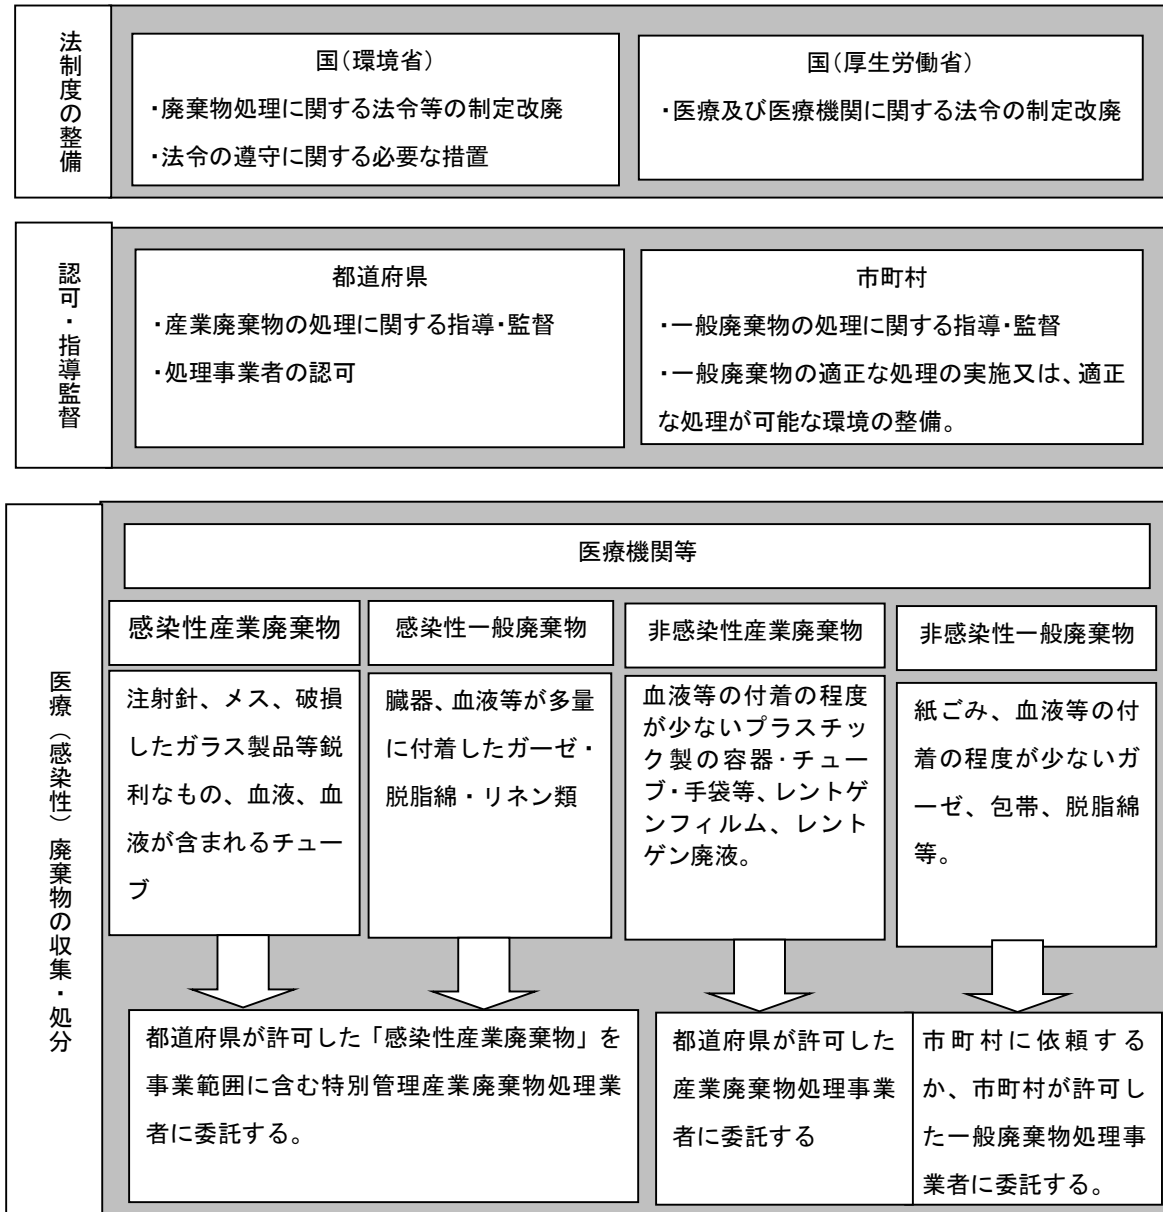 法制度の整備
国（環境省）
・廃棄物処理に関する法令等の制定改廃
・法令の遵守に関する必要な措置
国（厚生労働省）
・医療及び医療機関に関する法令の制定改廃
認可・指導監督
都道府県
・産業廃棄物の処理に関する指導・監督
・処理事業者の認可
市町村
・一般廃棄物の処理に関する指導・監督
・一般廃棄物の適正な処理の実施又は、適正
な処理が可能な環境の整備。
医療（感染性）廃棄物の収集・処分
医療機関等
感染性産業廃棄物
注射針、メス、破損
したガラス製品等鋭
利なもの、血液、血
液が含まれるチュー
ブ
感染性一般廃棄物
臓器、血液等が多量
に付着したガーゼ・
脱脂綿・リネン類
非感染性産業廃棄物
血液等の付着の程度
が少ないプラスチッ
ク製の容器・チュー
ブ・手袋等、レントゲ
ンフィルム、レント
ゲン廃液。
非感染性一般廃棄物
紙ごみ、血液等の付
着の程度が少ないガ
ーゼ、包帯、脱脂綿
等。
都道府県が許可した「感染性産業廃棄物」を
事業範囲に含む特別管理産業廃棄物処理業
者に委託する。
都道府県が許可した
産業廃棄物処理事業
者に委託する
市町村に依頼する
か、市町村が許可し
た一般廃棄物処理事
業者に委託する。